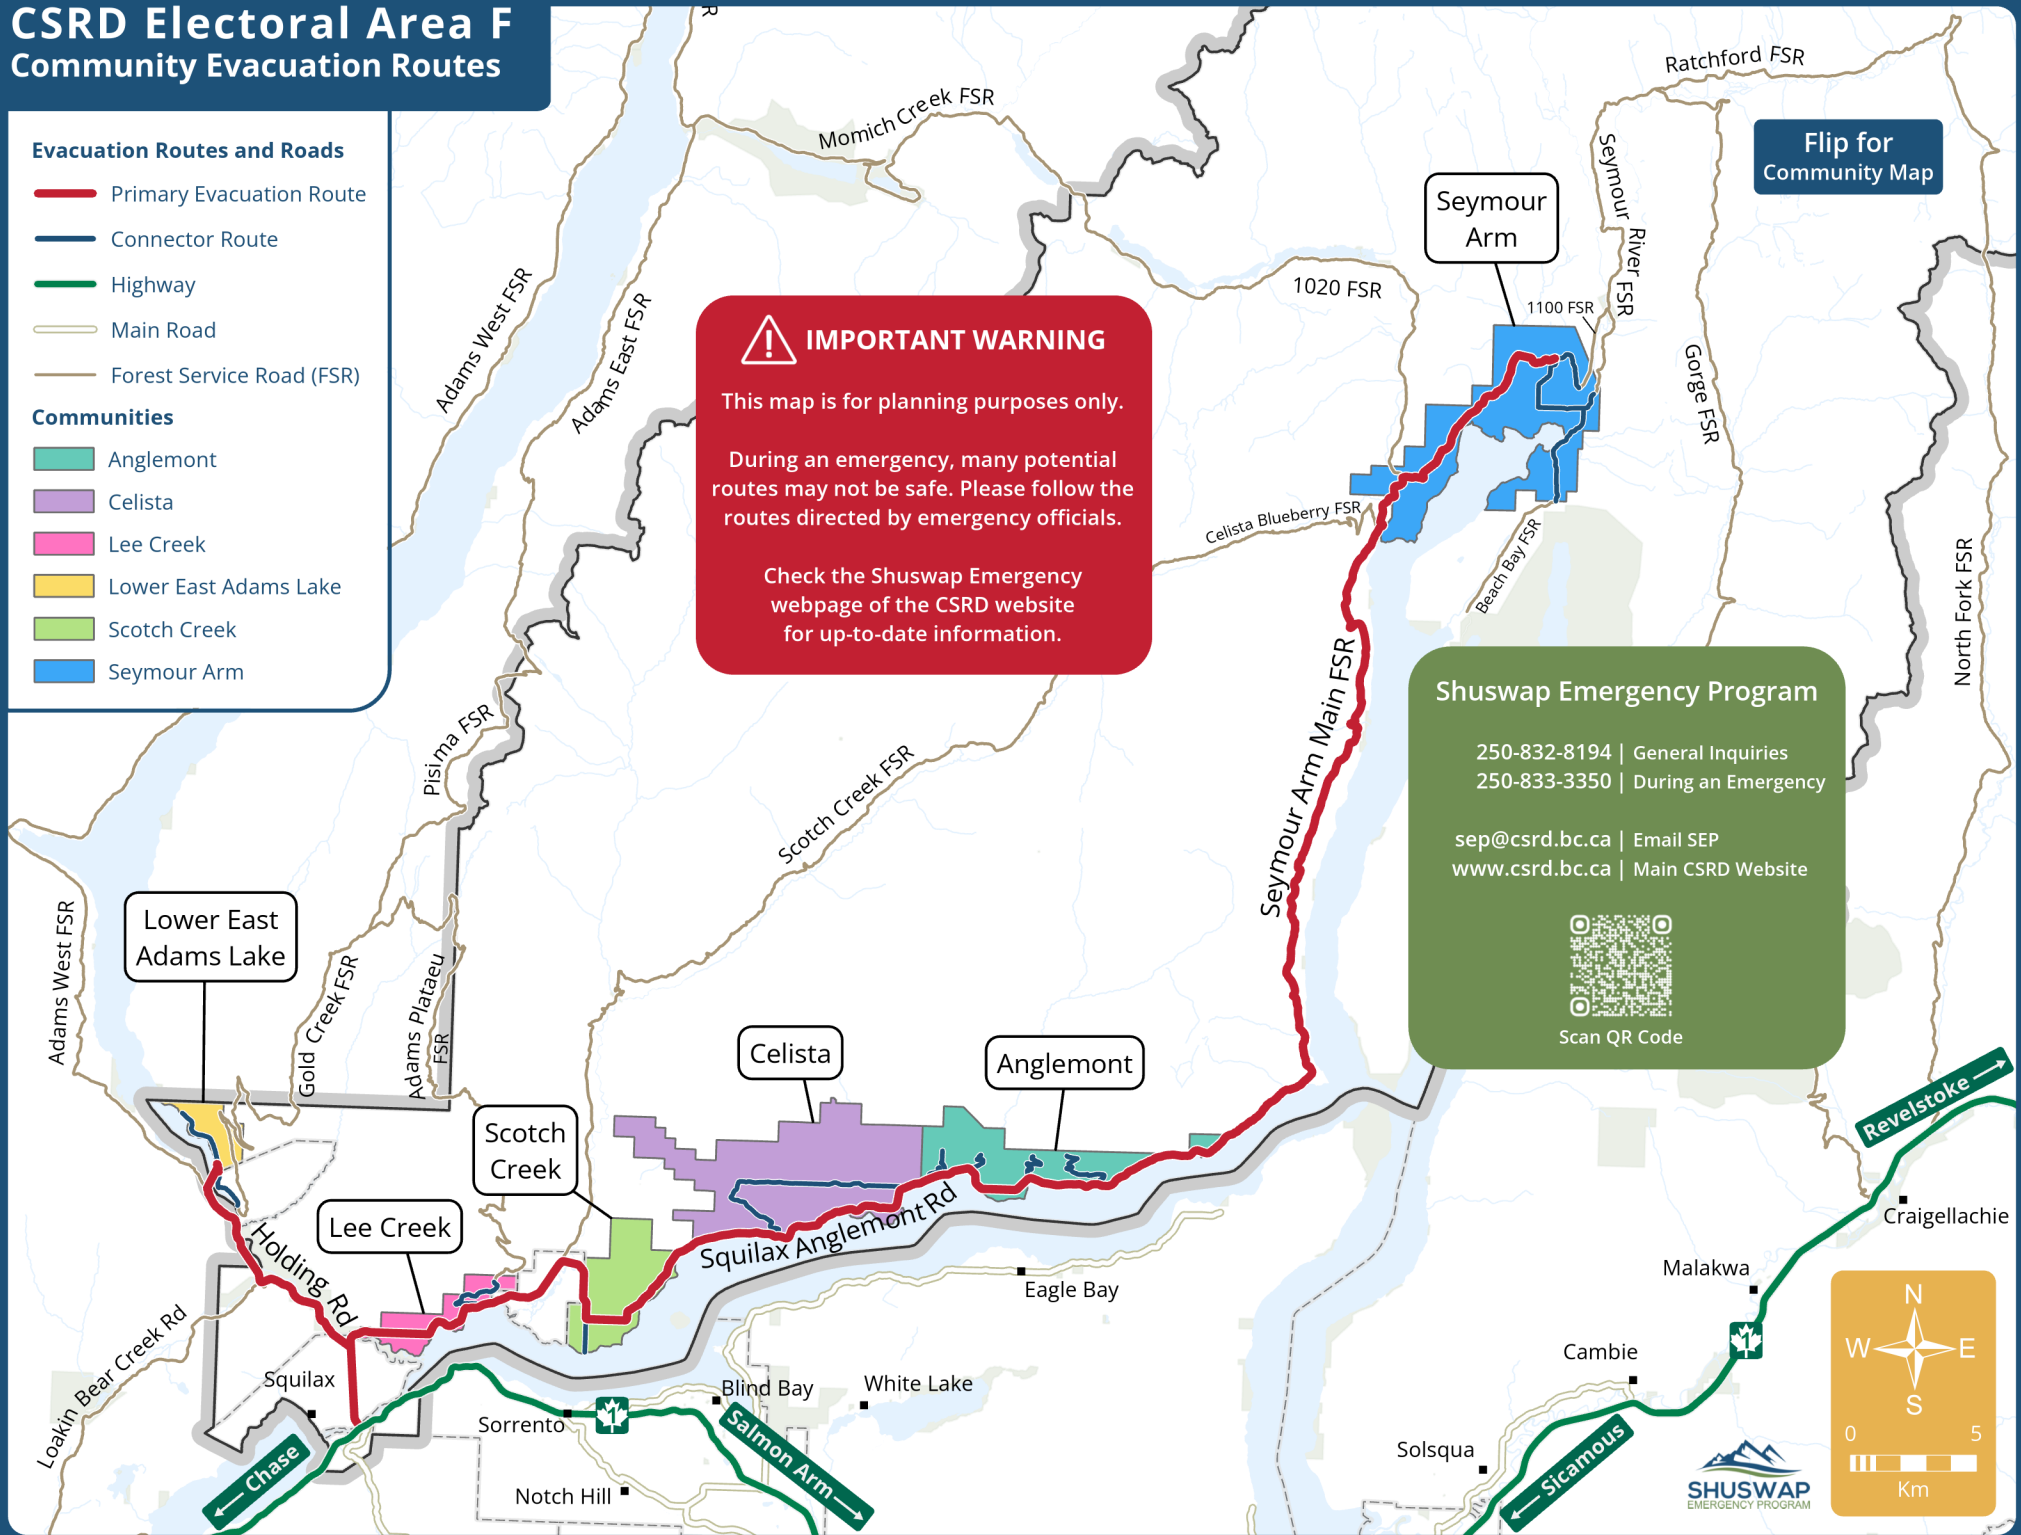 CSRD Electoral Area F
Community Evacuation Routes
Evacuation Routes and Roads
Primary Evacuation Route
Connector Route
Highway
Main Road
Forest Service Road (FSR)
Communities
Anglemont
Celista
Lee Creek
Lower East Adams Lake
Scotch Creek
Seymour Arm
R
Momich Creek FSR
Ratchford FSR
Flip for
Community Map
Seymour
Arm
Seymour River FSR
1100 FSR
1020 FSR
Gorge FSR
Adams West FSR
Adams East FSR
IMPORTANT WARNING
This map is for planning purposes only.
During an emergency, many potential
routes may not be safe. Please follow the
routes directed by emergency officials.
Check the Shuswap Emergency
webpage of the CSRD website
for up-to-date information.
Celista Blueberry FSR
Beach Bay FSR
North Fork FSR
Seymour Arm Main FSR
Shuswap Emergency Program
250-832-8194 | General Inquiries
250-833-3350 | During an Emergency
sep@csrd.bc.ca | Email SEP
www.csrd.bc.ca | Main CSRD Website
Scan QR Code
Pisima FSR
Scotch Creek FSR
Lower East
Adams Lake
Adams West FSR
Gold Creek FSR
Adams Plataeu
FSR
Celista
Anglemont
Scotch
Creek
Lee Creek
Holding Rd
Squilax Anglemont Rd
Loakin Bear Creek Rd
Squilax
Eagle Bay
Blind Bay
White Lake
Sorrento
1
Notch Hill
Chase
Salmon Arm
Revelstoke
Craigellachie
Malakwa
1
Cambie
Solsqua
Sicamous
N
W E
S
0 5
Km
SHUSWAP
EMERGENCY PROGRAM